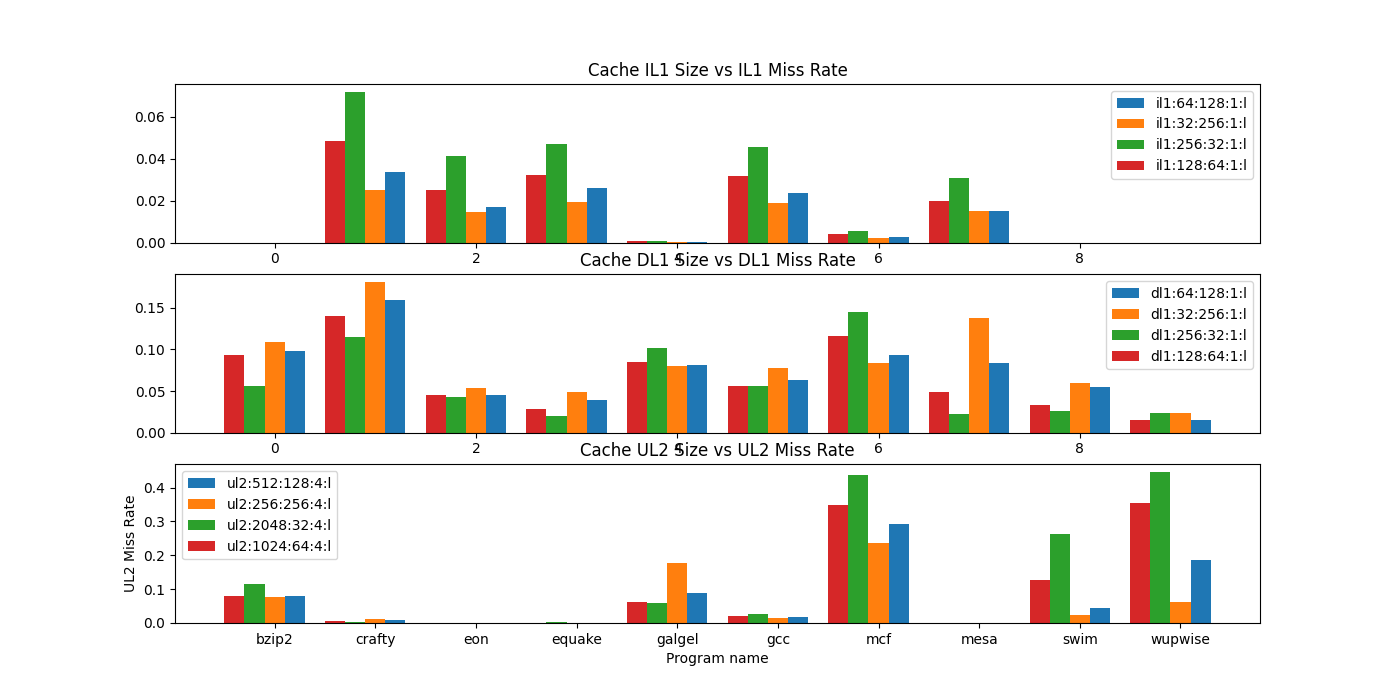 Cache IL1 Size vs IL1 Miss Rate
0.06
0.04
0.02
0.00
il1:64:128:1:l
il1:32:256:1:l
il1:256:32:1:l
il1:128:64:1:l
0 2 4 6 8
Cache DL1 Size vs DL1 Miss Rate
0.15
0.10
0.05
0.00
dl1:64:128:1:l
dl1:32:256:1:l
dl1:256:32:1:l
dl1:128:64:1:l
0 2 4 6 8
Cache UL2 Size vs UL2 Miss Rate
UL2 Miss Rate
0.4
0.3
0.2
0.1
0.0
ul2:512:128:4:l
ul2:256:256:4:l
ul2:2048:32:4:l
ul2:1024:64:4:l
bzip2 crafty eon equake galgel gcc mcf mesa swim wupwise
Program name